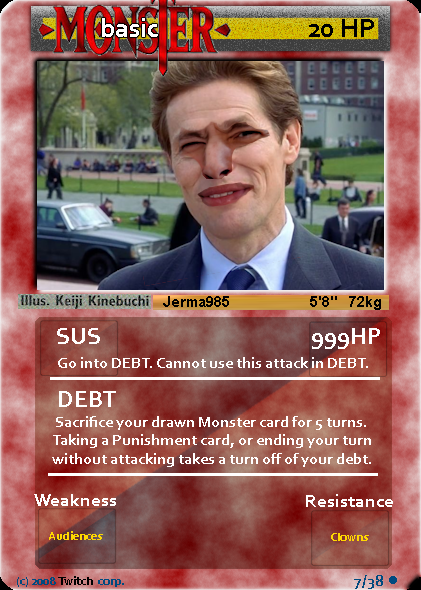 MONSTER
basic
20 HP
Illus. Keiji Kinebuchi Jerma985 5'8" 72kg
SUS 999HP
Go into DEBT. Cannot use this attack in DEBT.
DEBT
Sacrifice your drawn Monster card for 5 turns.
Taking a Punishment card, or ending your turn
without attacking takes a turn off of your debt.
Weakness Resistance
Audiences Clowns
(c) 2008 Twitch corp. 7/38